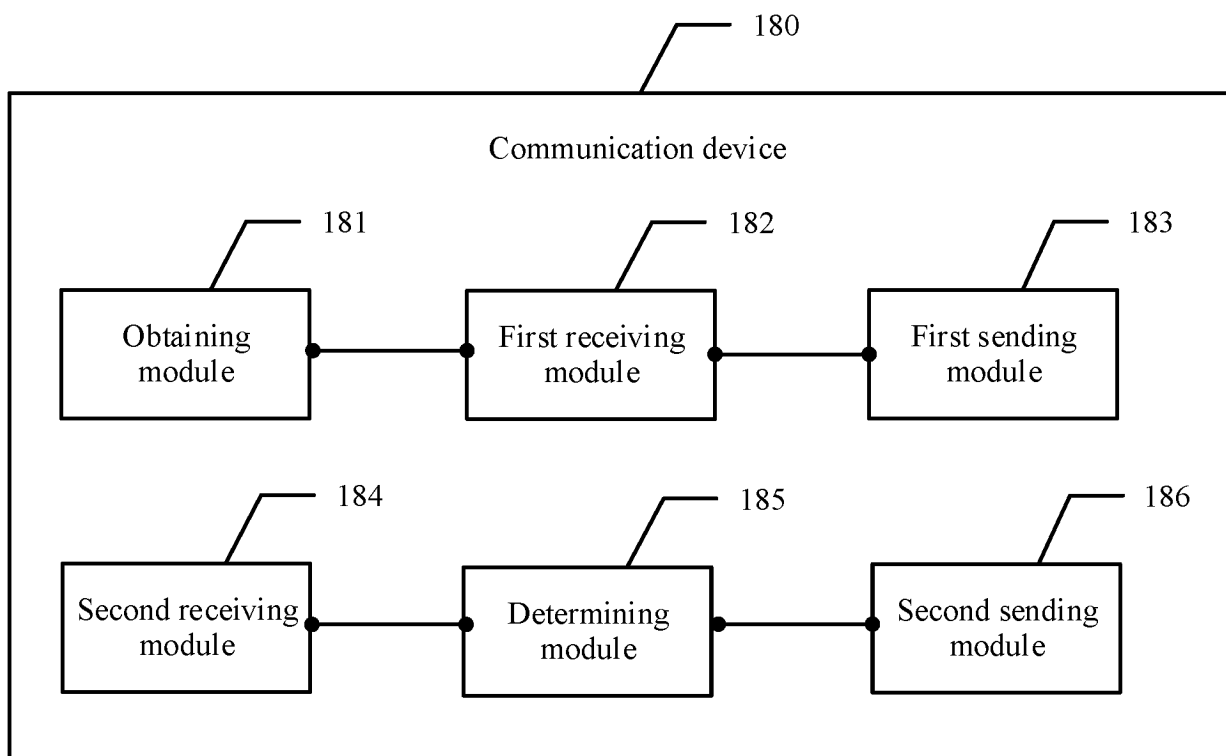 180
Communication device
181
182
183
Obtaining
module
First receiving
module
First sending
module
184
185
186
Second receiving
module
Determining
module
Second sending
module